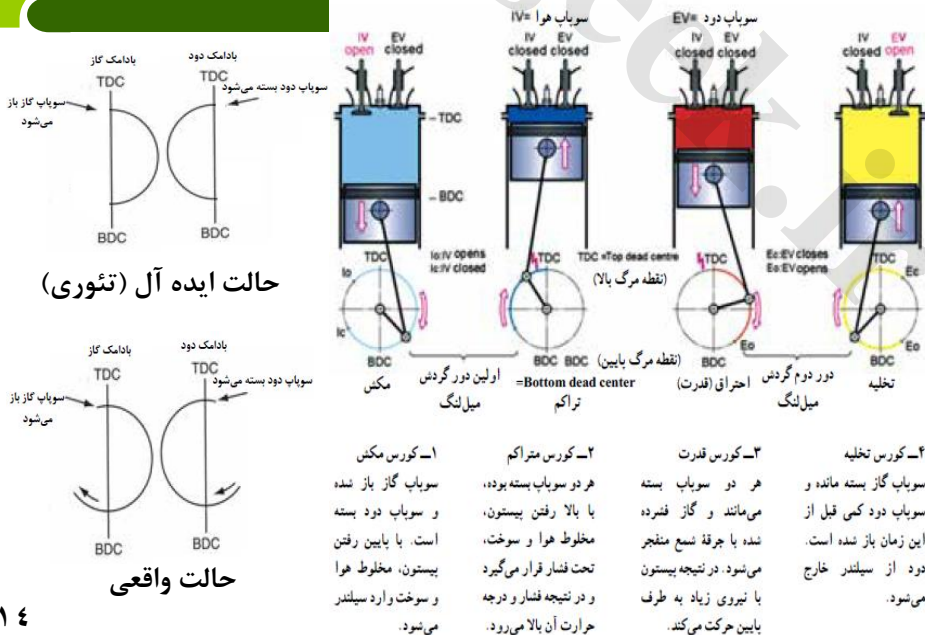 بادامک گاز
TDC
سوپاپ گاز باز
می‌شود
BDC
بادامک دود
TDC
سوپاپ دود بسته می‌شود
BDC
حالت ایده آل (تئوری)
بادامک گاز
TDC
سوپاپ گاز باز
می‌شود
BDC
بادامک دود
TDC
سوپاپ دود بسته می‌شود
BDC
حالت واقعی
۱٤
سوپاپ هوا =IV
سوپاپ دود =EV
IV EV
open closed
IV EV
closed closed
IV EV
closed closed
IV EV
closed open
– TDC
– BDC
TDC
Io
Ic
BDC
Io:IV opens
Ic:IV closed
TDC
BDC
TDC =Top dead centre
(نقطه مرگ بالا)
BDC (نقطه مرگ پایین)
=Bottom dead center
TDC
Eo
BDC
Ec:EV closes
Eo:EV opens
TDC
Ec
Eo
BDC
مکش
اولین دور گردش
میل‌لنگ
تراکم
احتراق (قدرت)
دور دوم گردش
میل‌لنگ
تخلیه
۱ــ کورس مکش
سوپاپ گاز باز شده
و سوپاپ دود بسته
است. با پایین رفتن
پیستون، مخلوط هوا
و سوخت وارد سیلندر
می‌شود.
۲ــ کورس متراکم
هر دو سوپاپ بسته بوده،
با بالا رفتن پیستون،
مخلوط هوا و سوخت،
تحت فشار قرار می‌گیرد
و در نتیجه فشار و درجه
حرارت آن بالا می‌رود.
۳ــ کورس قدرت
هر دو سوپاپ بسته
می‌مانند و گاز فشرده
شده با جرقهٔ شمع منفجر
می‌شود. در نتیجه پیستون
با نیروی زیاد به طرف
پایین حرکت می‌کند.
۴ــ کورس تخلیه
سوپاپ گاز بسته مانده و
سوپاپ دود کمی قبل از
این زمان باز شده است.
دود از سیلندر خارج
می‌شود.